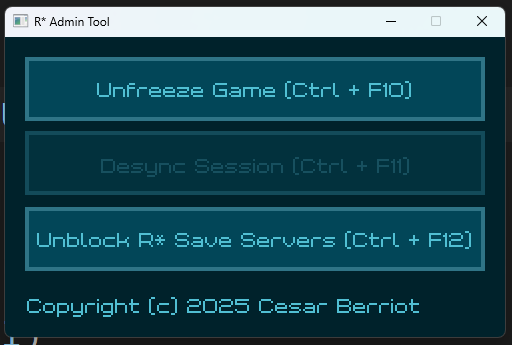 R* Admin Tool
Unfreeze Game (Ctrl + F10)
Desync Session (Ctrl + F11)
Unblock R* Save Servers (Ctrl + F12)
Copyright (c) 2025 Cesar Berriot